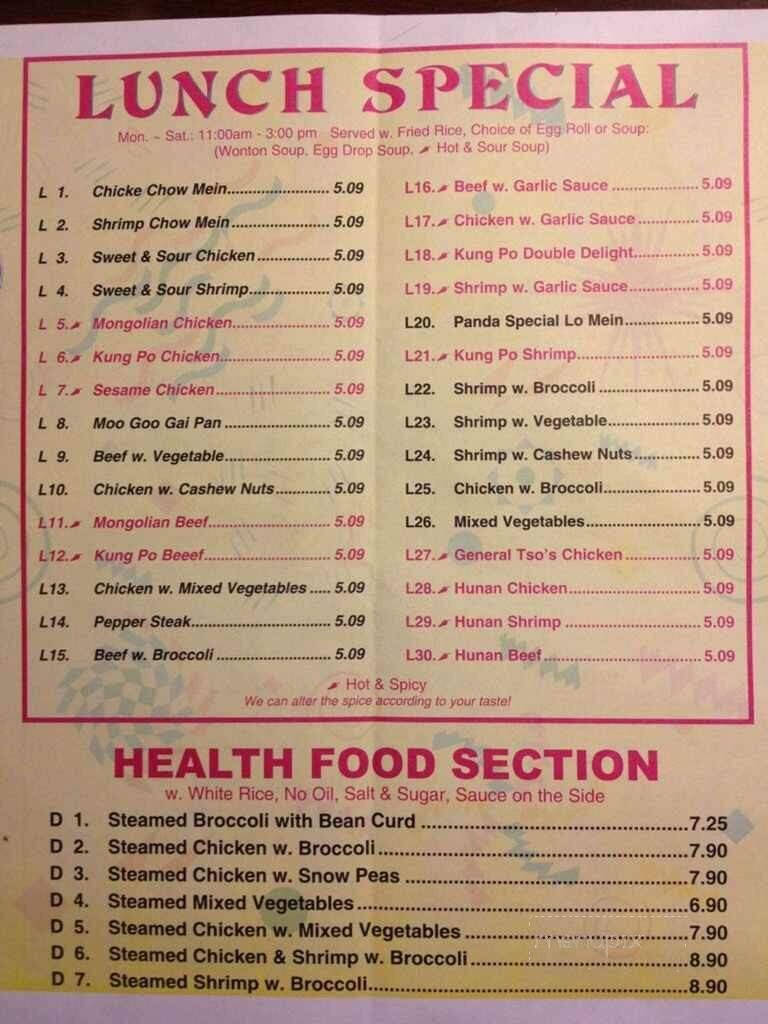 LUNCH SPECIAL
Mon. ~ Sat.: 11:00am - 3:00 pm Served w. Fried Rice, Choice of Egg Roll or Soup:
(Wonton Soup. Egg Drop Soup. Hot & Sour Soup)
L 1. Chicke Chow Mein............................ 5.09
L 2. Shrimp Chow Mein............................ 5.09
L 3. Sweet & Sour Chicken .................... 5.09
L 4. Sweet & Sour Shrimp....................... 5.09
L 5. Mongolian Chicken........................... 5.09
L 6. Kung Po Chicken.............................. 5.09
L 7. Sesame Chicken ............................... 5.09
L 8. Moo Goo Gai Pan ............................. 5.09
L 9. Beef w. Vegetable............................. 5.09
L10. Chicken w. Cashew Nuts............... 5.09
L11. Mongolian Beef................................. 5.09
L12. Kung Po Beeef.................................. 5.09
L13. Chicken w. Mixed Vegetables ..... 5.09
L14. Pepper Steak..................................... 5.09
L15. Beef w. Broccoli ............................... 5.09
L16. Beef w. Garlic Sauce ....................... 5.09
L17. Chicken w. Garlic Sauce ................ 5.09
L18. Kung Po Double Delight................. 5.09
L19. Shrimp w. Garlic Sauce................... 5.09
L20. Panda Special Lo Mein.................... 5.09
L21. Kung Po Shrimp................................ 5.09
L22. Shrimp w. Broccoli ........................... 5.09
L23. Shrimp w. Vegetable........................ 5.09
L24. Shrimp w. Cashew Nuts.................. 5.09
L25. Chicken w. Broccoli......................... 5.09
L26. Mixed Vegetables.............................. 5.09
L27. General Tso's Chicken .................... 5.09
L28. Hunan Chicken.................................. 5.09
L29. Hunan Shrimp ................................... 5.09
L30. Hunan Beef......................................... 5.09
Hot & Spicy
We can alter the spice according to your taste!
HEALTH FOOD SECTION
w. White Rice, No Oil, Salt & Sugar, Sauce on the Side
D 1. Steamed Broccoli with Bean Curd ..........................................7.25
D 2. Steamed Chicken w. Broccoli.................................................7.90
D 3. Steamed Chicken w. Snow Peas .............................................7.90
D 4. Steamed Mixed Vegetables.....................................................6.90
D 5. Steamed Chicken w. Mixed Vegetables ...................................7.90
D 6. Steamed Chicken & Shrimp w. Broccoli...................................8.90
D 7. Steamed Shrimp w. Broccoli...................................................8.90
menupix